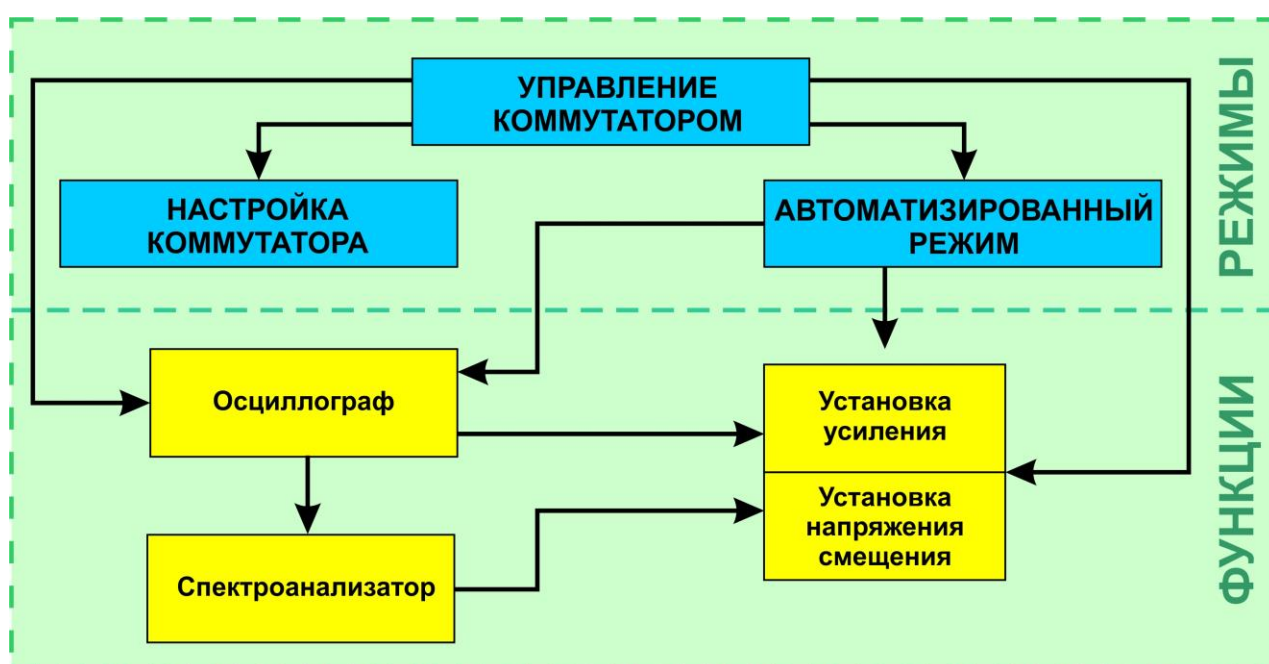 УПРАВЛЕНИЕ
КОММУТАТОРОМ
НАСТРОЙКА
КОММУТАТОРА
АВТОМАТИЗИРОВАННЫЙ
РЕЖИМ
РЕЖИМЫ
Осциллограф
Установка
усиления
Установка
напряжения
смещения
Спектроанализатор
ФУНКЦИИ